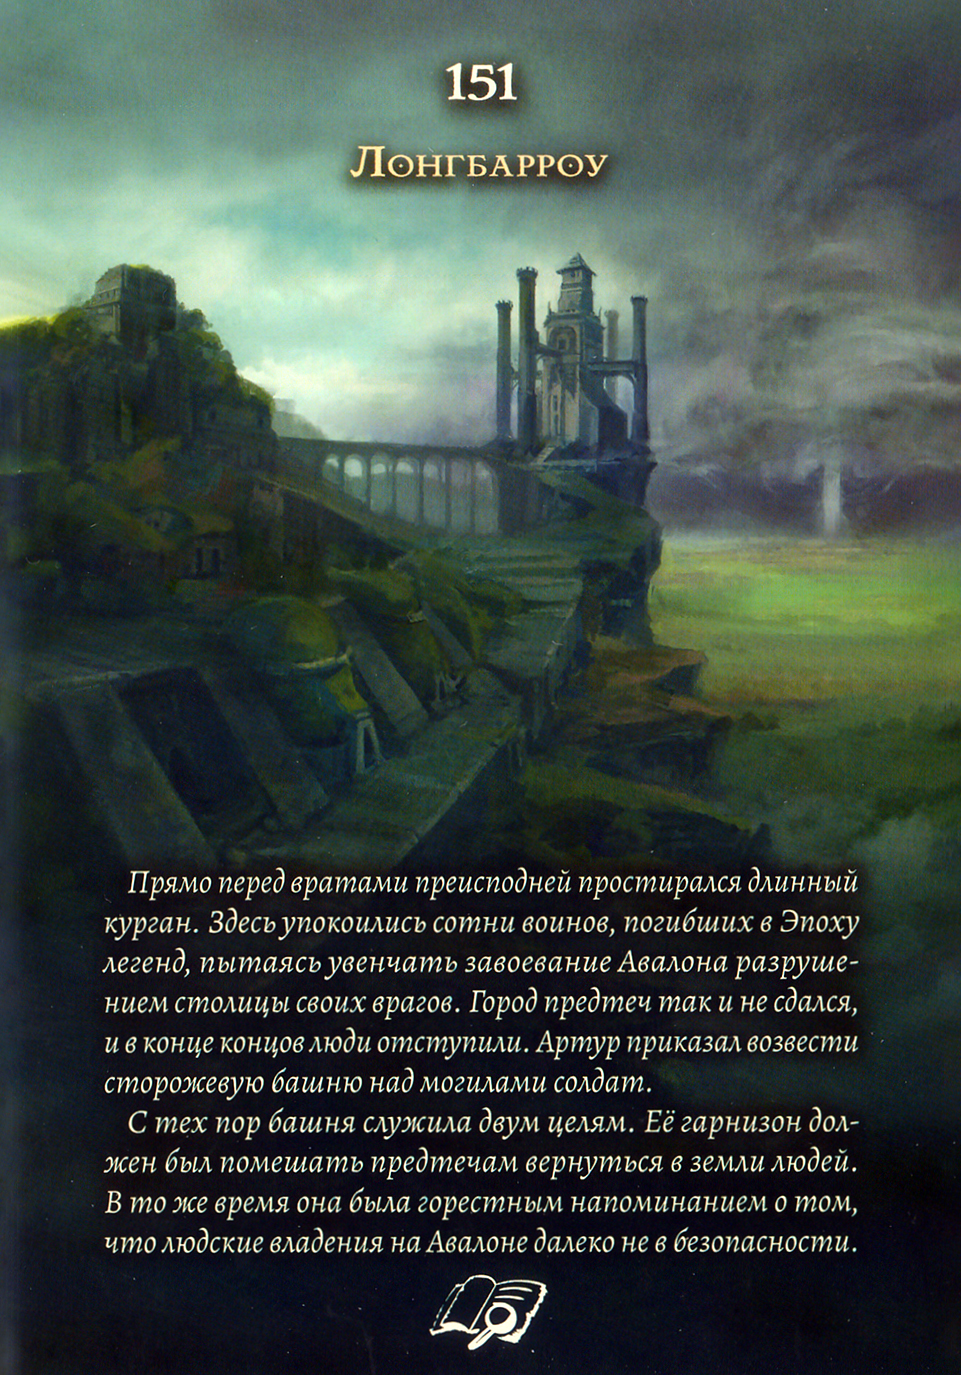 151
Лонгбарроу
Прямо перед вратами преисподней простирался длинный
курган. Здесь упокоились сотни воинов, погибших в Эпоху
легенд, пытаясь увенчать завоевание Авалона разруше-
нием столицы своих врагов. Город предтеч так и не сдался,
и в конце концов люди отступили. Артур приказал возвести
сторожевую башню над могилами солдат.
С тех пор башня служила двум целям. Её гарнизон дол-
жен был помешать предтечам вернуться в земли людей.
В то же время она была горестным напоминанием о том,
что людские владения на Авалоне далеко не в безопасности.